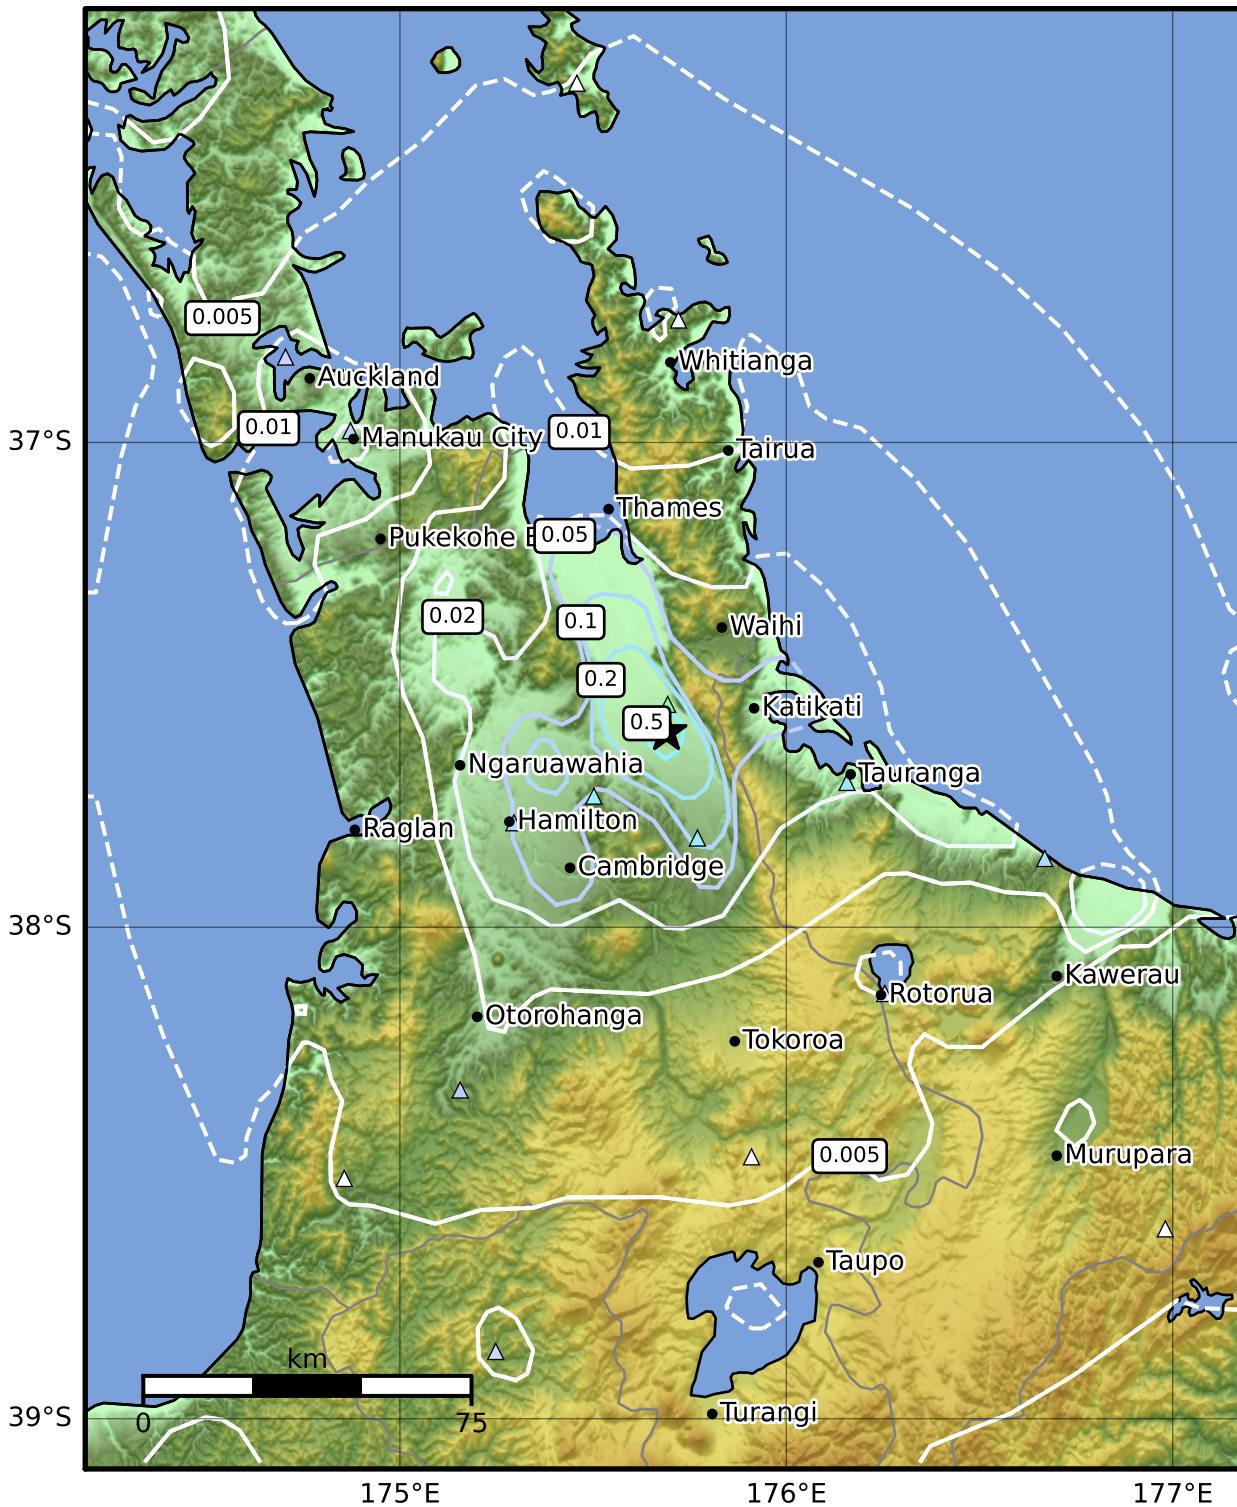 0.005
Whitianga
Auckland
0.01
0.01
Manukau City
37°S
Tairua
Thames
0.05
Pukekohe E
0.02
0.1
Waihi
0.2
Katikati
0.5
Ngaruawahia
Tauranga
Hamilton
Raglan
Cambridge
38°S
Kawerau
Rotorua
Otorohanga
Tokoroa
0.005
Murupara
Taupo
km
0
75
Turangi
39°S
175°E
176°E
177°E